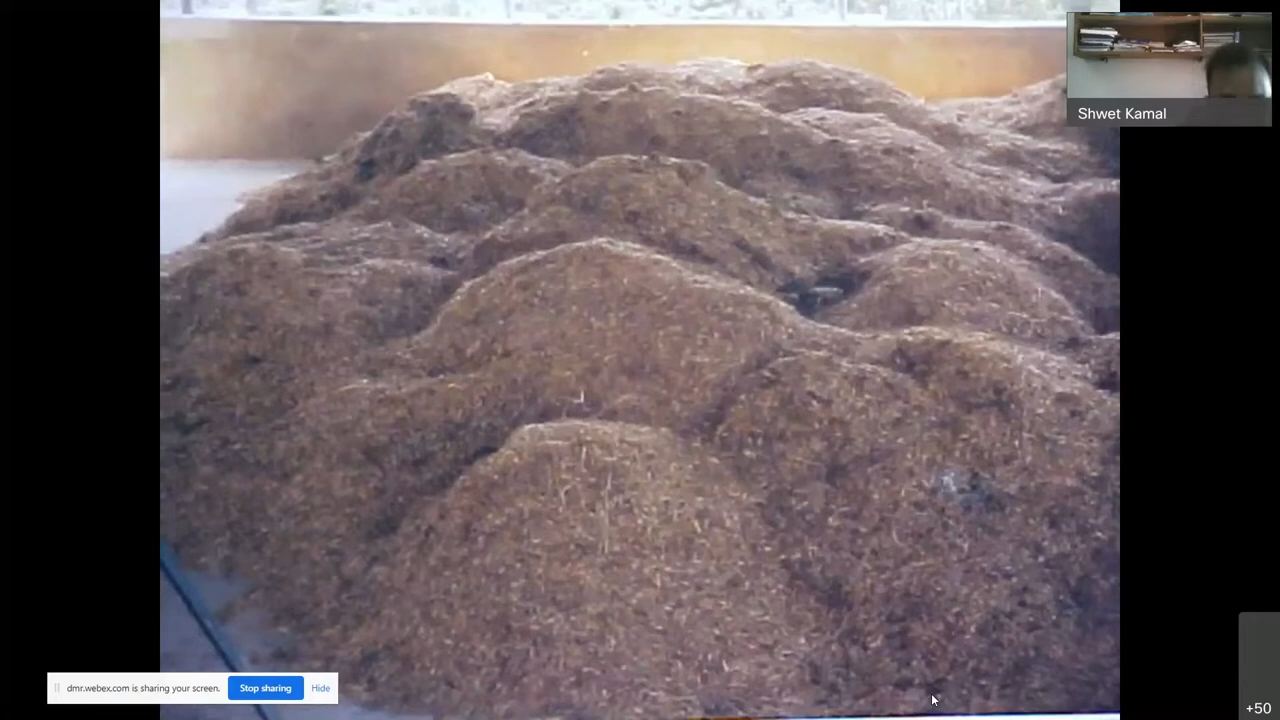 Shwet Kamal
dmr.webex.com is sharing your screen.
Stop sharing
Hide
+50